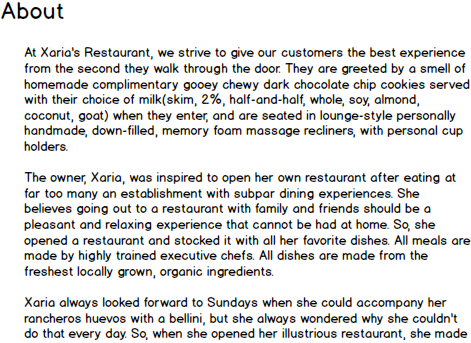 About
At Xaria's Restaurant, we strive to give our customers the best experience
from the second they walk through the door. They are greeted by a smell of
homemade complimentary gooey chewy dark chocolate chip cookies served
with their choice of milk(skim, 2%, half-and-half, whole, soy, almond,
coconut, goat) when they enter, and are seated in lounge-style personally
handmade, down-filled, memory foam massage recliners, with personal cup
holders.
The owner, Xaria, was inspired to open her own restaurant after eating at
far too many an establishment with subpar dining experiences. She
believes going out to a restaurant with family and friends should be a
pleasant and relaxing experience that cannot be had at home. So, she
opened a restaurant and stocked it with all her favorite dishes. All meals are
made by highly trained executive chefs. All dishes are made from the
freshest locally grown, organic ingredients.
Xaria always looked forward to Sundays when she could accompany her
rancheros huevos with a bellini, but she always wondered why she couldn't
do that every day. So, when she opened her illustrious restaurant, she made